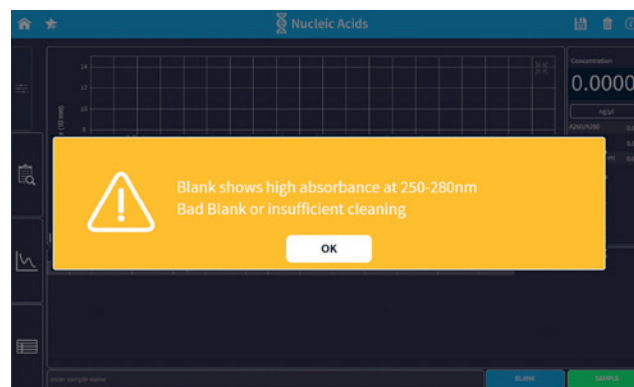 Nucleic Acids
Concentration
0.0000
ng/µl
A260/A280
14
12
10
8
Blank shows high absorbance at 250-280nm
Bad Blank or insufficient cleaning
OK
enter sample name
BLANK
SAMPLE